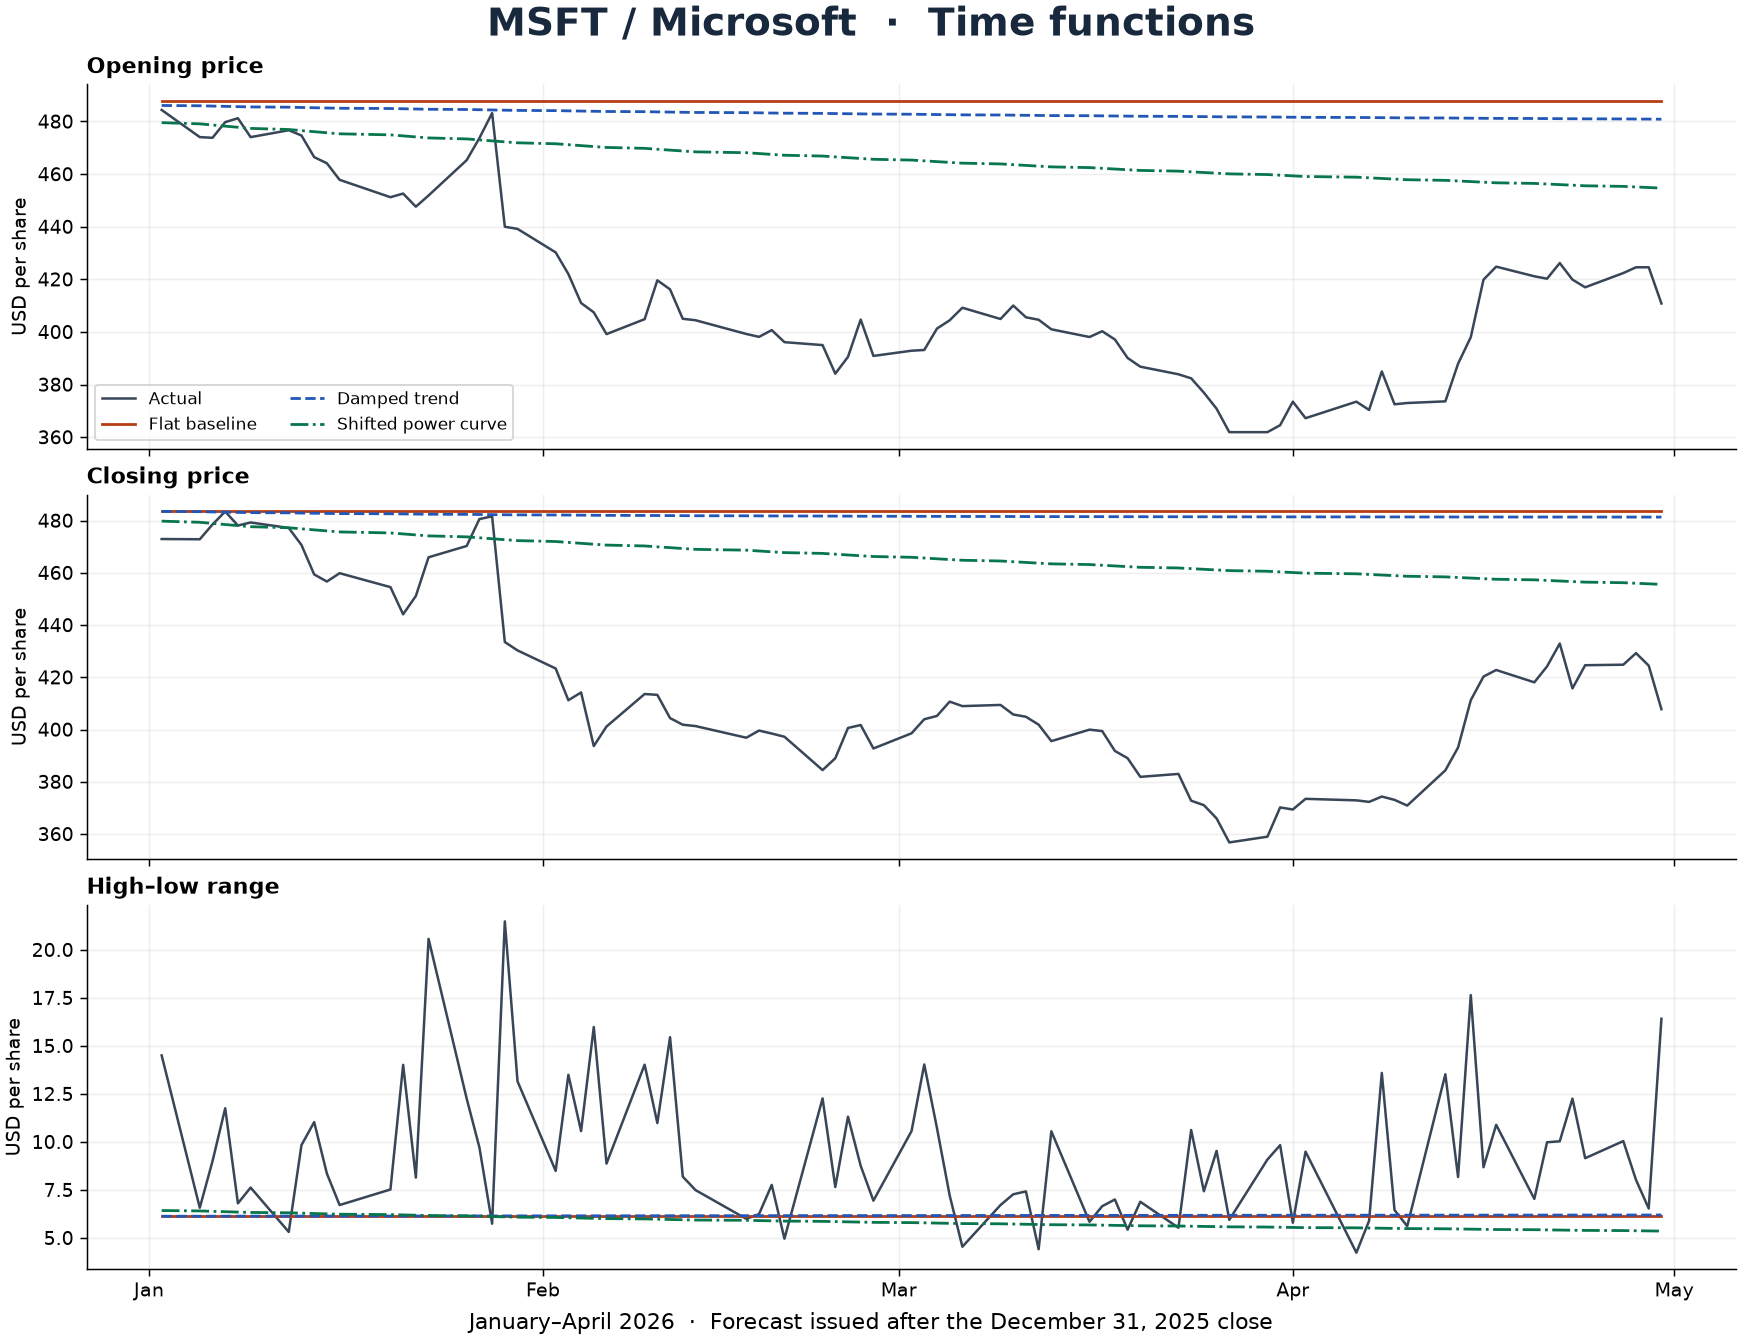 MSFT / Microsoft · Time functions
Opening price
USD per share
480
460
440
420
400
380
360
Actual
Flat baseline
Damped trend
Shifted power curve
Closing price
USD per share
480
460
440
420
400
380
360
High–low range
USD per share
20.0
17.5
15.0
12.5
10.0
7.5
5.0
Jan Feb Mar Apr May
January–April 2026 · Forecast issued after the December 31, 2025 close